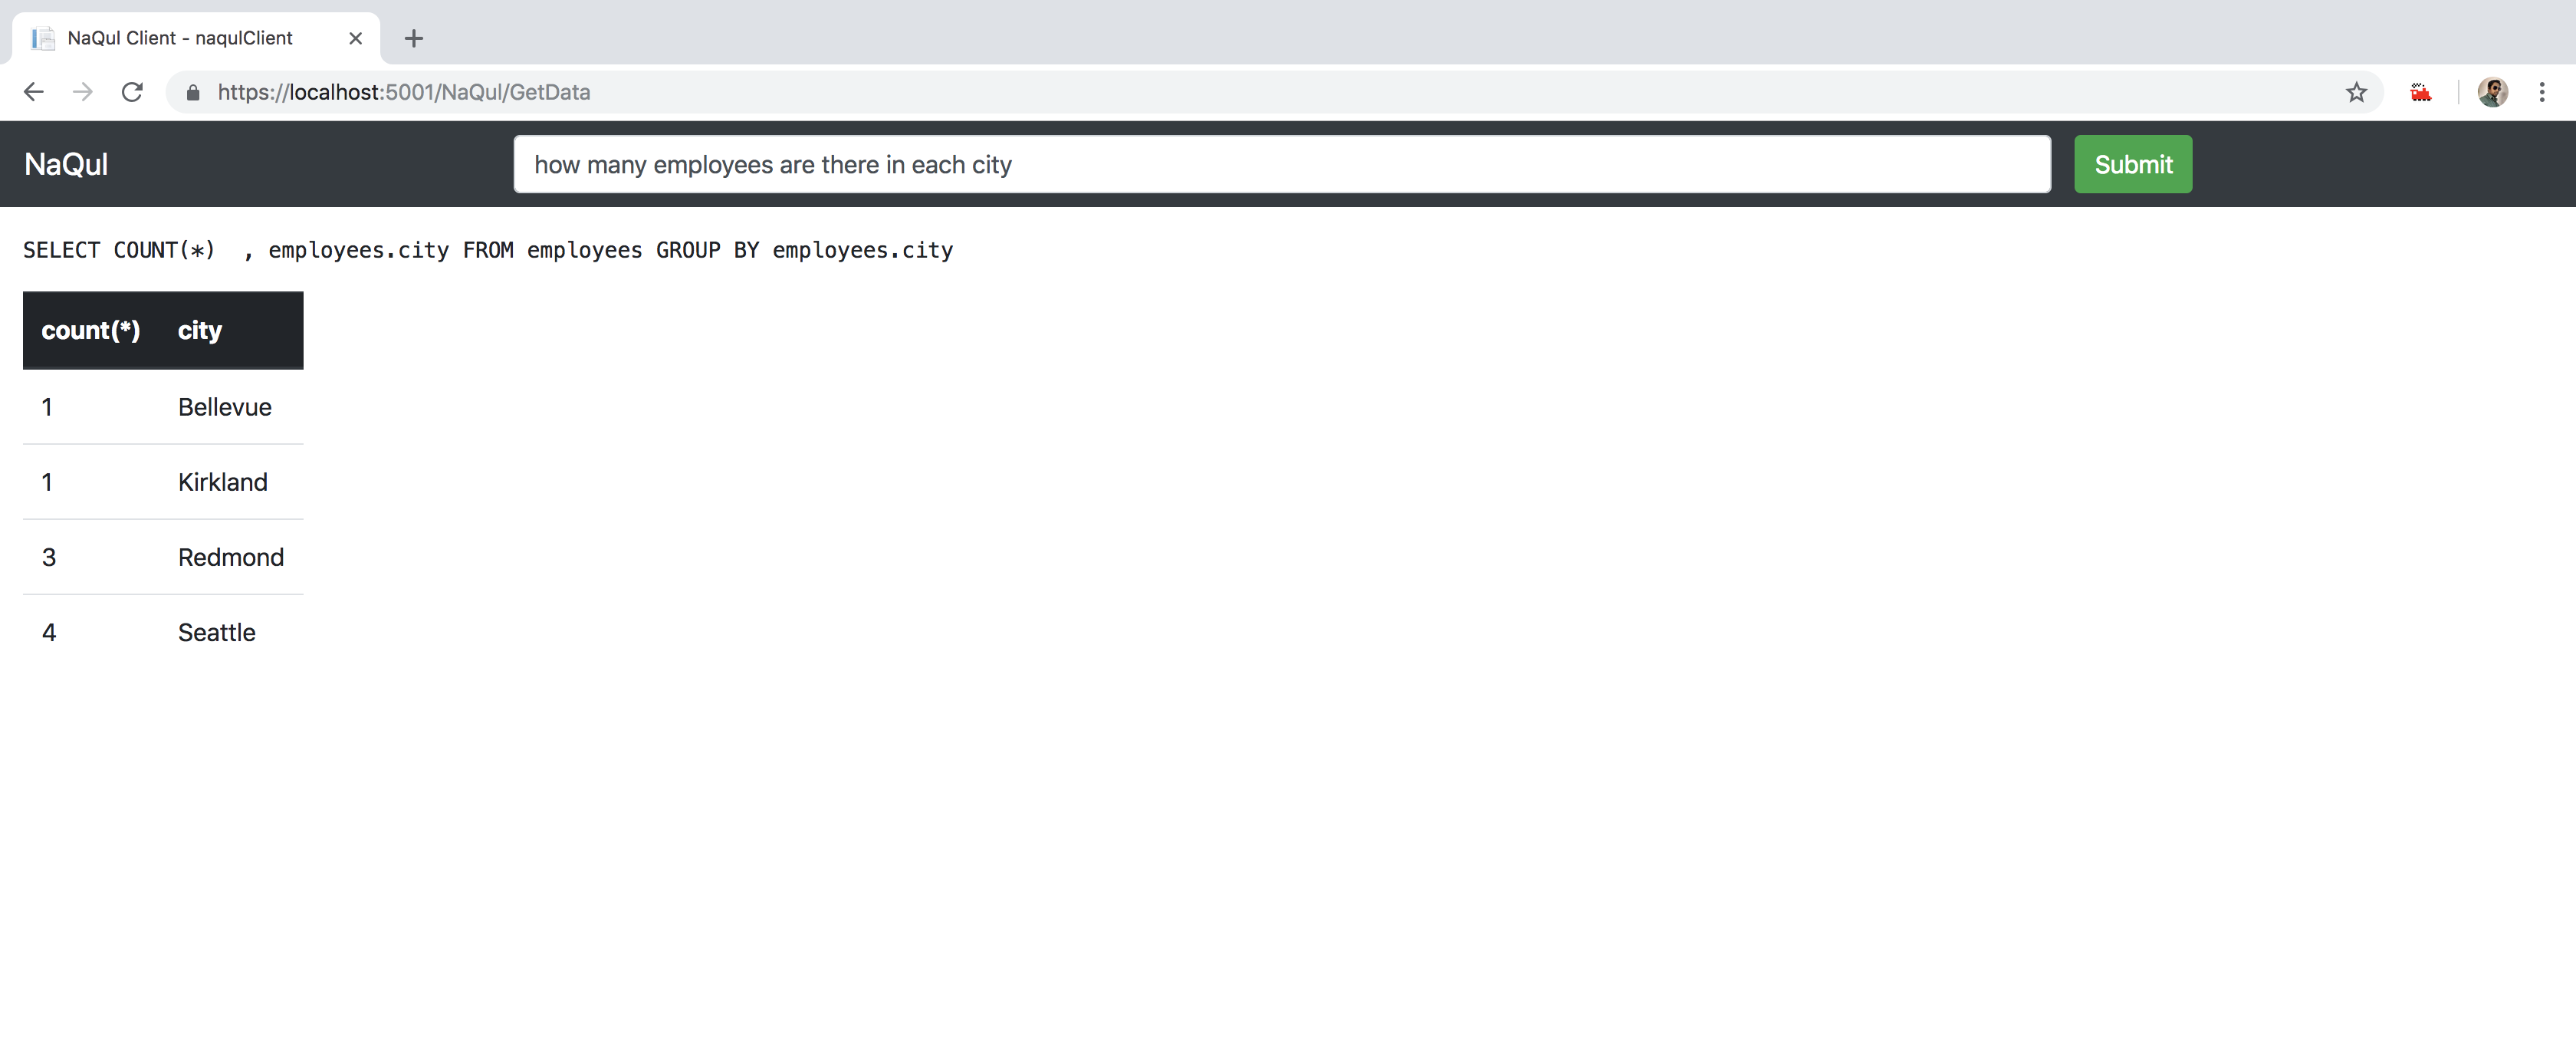 NaQul Client - naqulClient
https://localhost:5001/NaQul/GetData
NaQul how many employees are there in each city Submit
SELECT COUNT(*)  , employees.city FROM employees GROUP BY employees.city
count(*) city
1 Bellevue
1 Kirkland
3 Redmond
4 Seattle